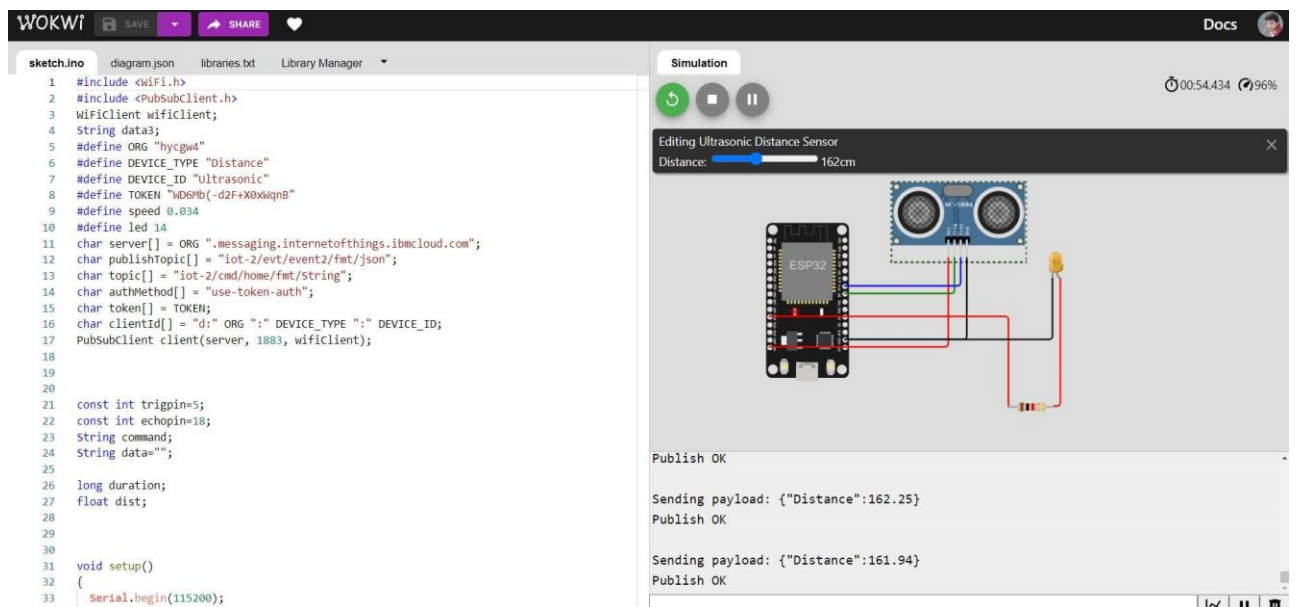 WOKWI SAVE SHARE Docs
sketch.ino diagram.json libraries.txt Library Manager
1 #include <WiFi.h>
2 #include <PubSubClient.h>
3 WiFiClient wifiClient;
4 String data3;
5 #define ORG "hycgw4"
6 #define DEVICE_TYPE "Distance"
7 #define DEVICE_ID "Ultrasonic"
8 #define TOKEN "WD6Mb(-d2F+X0xWqnB"
9 #define speed 0.034
10 #define led 14
11 char server[] = ORG ".messaging.internetofthings.ibmcloud.com";
12 char publishTopic[] = "iot-2/evt/event2/fmt/json";
13 char topic[] = "iot-2/cmd/home/fmt/String";
14 char authMethod[] = "use-token-auth";
15 char token[] = TOKEN;
16 char clientId[] = "d:" ORG ":" DEVICE_TYPE ":" DEVICE_ID;
17 PubSubClient client(server, 1883, wifiClient);
18
19
20
21 const int trigpin=5;
22 const int echopin=18;
23 String command;
24 String data="";
25
26 long duration;
27 float dist;
28
29
30
31 void setup()
32 {
33 Serial.begin(115200);
Simulation
00:54.434 96%
Editing Ultrasonic Distance Sensor
Distance: 162cm
HC-SR04
ESP32
Publish OK
Sending payload: {"Distance":162.25}
Publish OK
Sending payload: {"Distance":161.94}
Publish OK